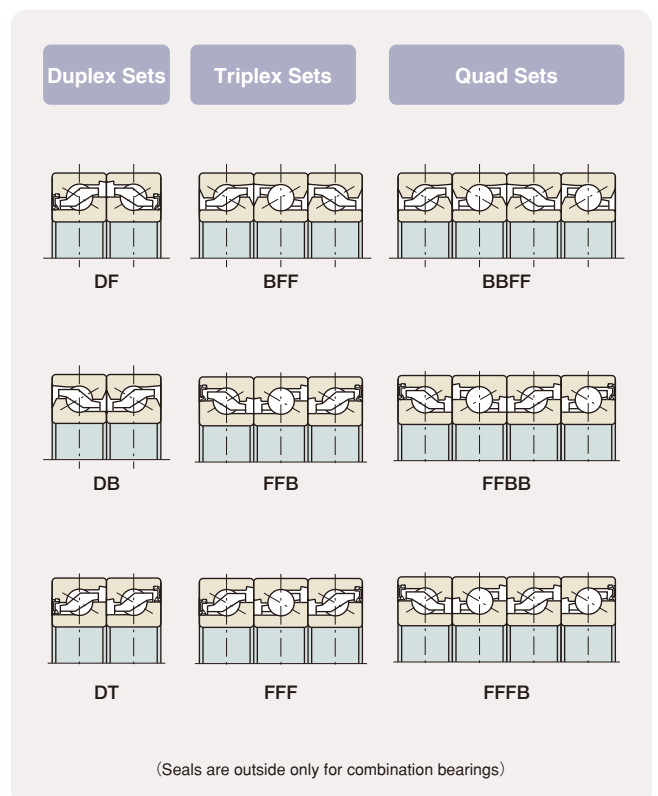 Duplex Sets
Triplex Sets
Quad Sets
DF
BFF
BBFF
DB
FFB
FFBB
DT
FFF
FFFB
(Seals are outside only for combination bearings)